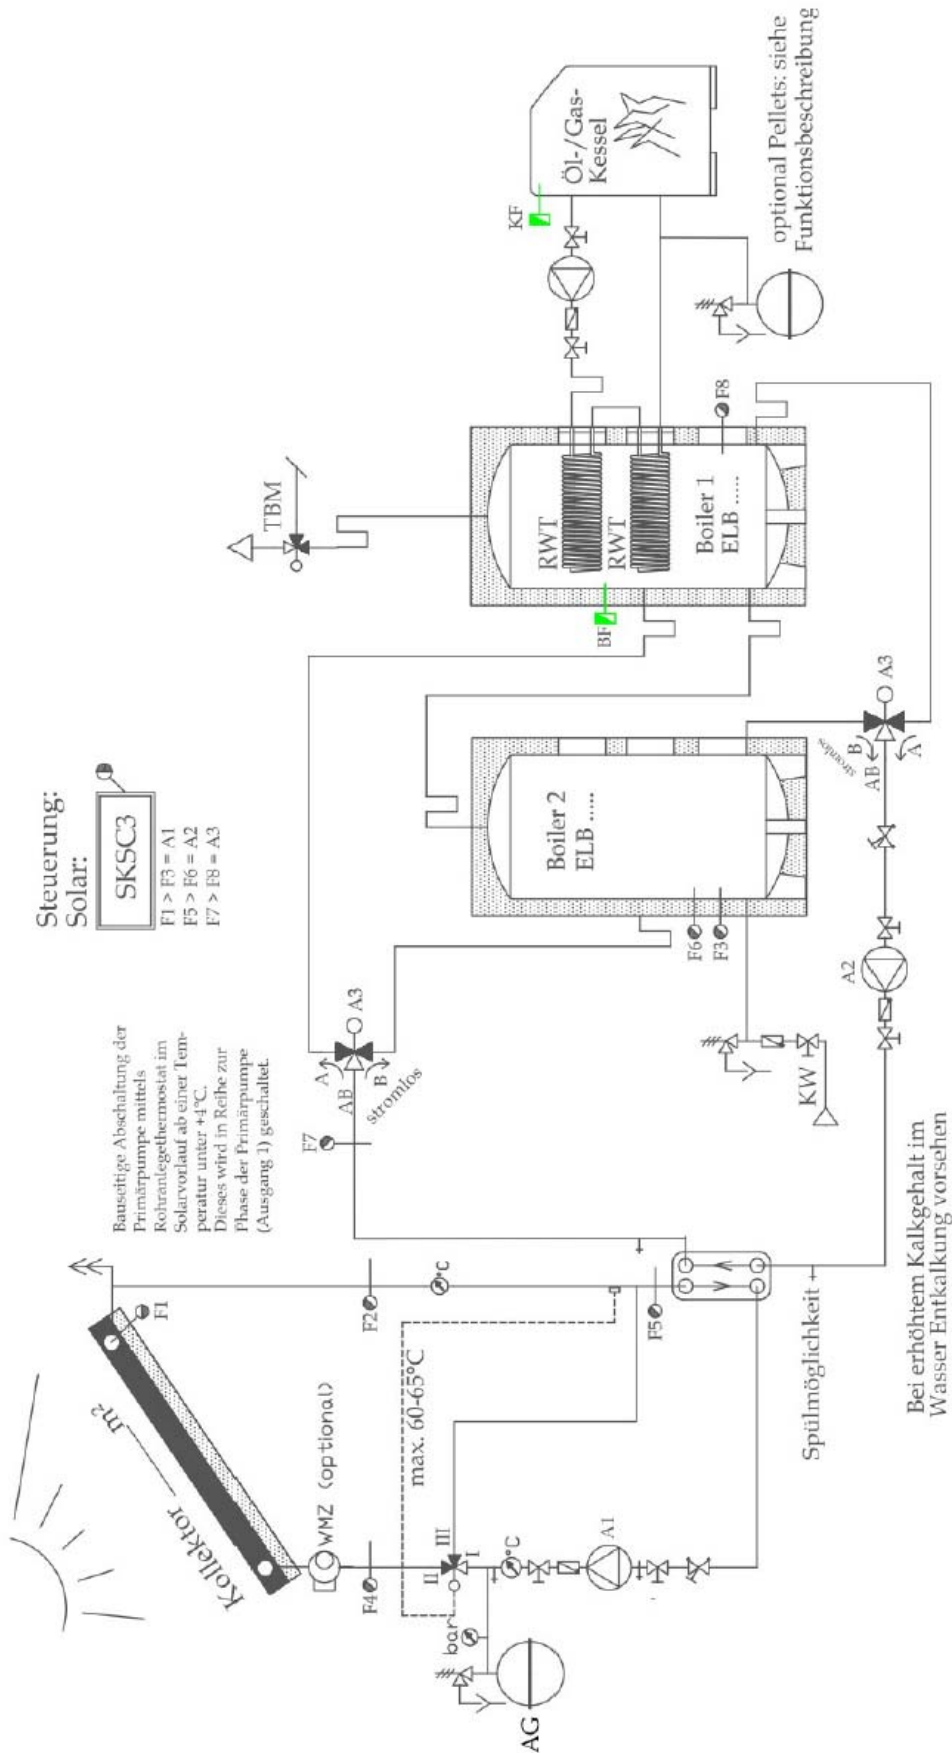 Steuerung:
Solar:
SKSC3
F1 > F3 = A1
F5 > F6 = A2
F7 > F8 = A3
Bauseitige Abschaltung der
Primärpumpe mittels
Rohranlegethermostat im
Solarvorlauf ab einer Tem-
peratur unter +4°C.
Dieses wird in Reihe zur
Phase der Primärpumpe
(Ausgang 1) geschaltet.
Kollektor
m²
F1
WMZ (optional)
F4
F2
°C
max. 60-65°C
II
III
I
bar
°C
AG
A1
F5
F7
A
AB
B
A3
stromlos
Spülmöglichkeit
Bei erhöhtem Kalkgehalt im
Wasser Entkalkung vorsehen
KW
F6
F3
Boiler 2
ELB .....
A2
stromlos
B
AB
A
A3
TBM
BF
RWT
RWT
Boiler 1
ELB .....
F8
KF
Öl-/Gas-
Kessel
optional Pellets: siehe
Funktionsbeschreibung